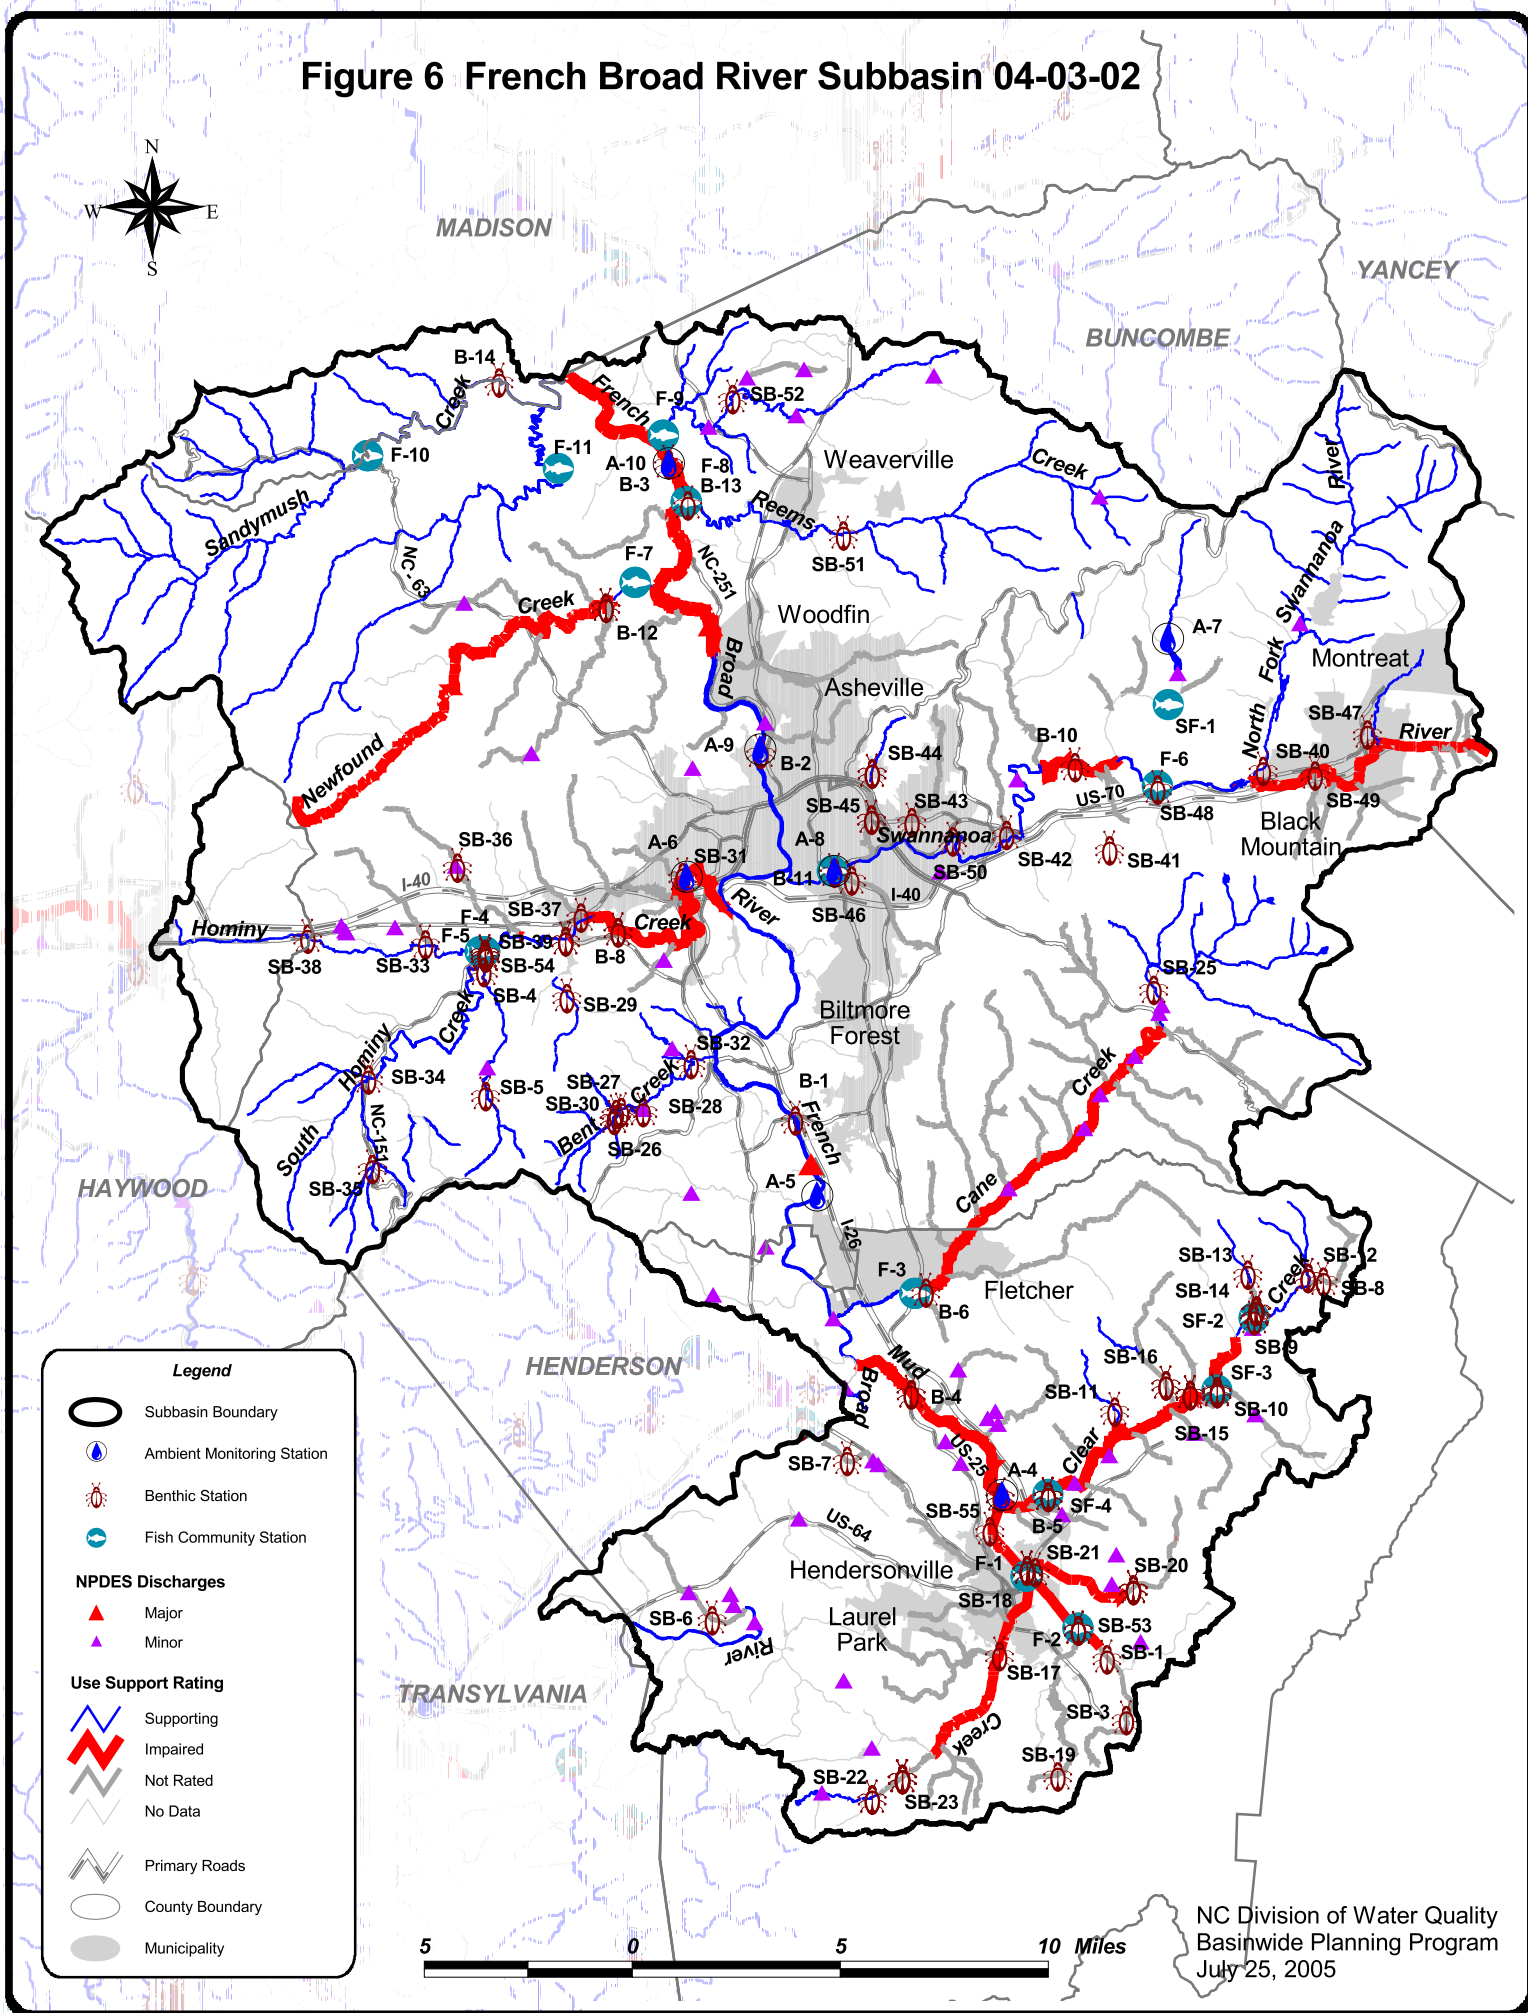 Figure 6 French Broad River Subbasin 04-03-02
N
W
E
S
MADISON
YANCEY
BUNCOMBE
B-14
Creek
French
F-9
SB-52
F-10
F-11
A-10
B-3
F-8
B-13
Weaverville
Creek
River
Sandymush
Reems
SB-51
NC - 63
F-7
NC-251
Swannanoa
Creek
B-12
Woodfin
A-7
Broad
Fork
Montreat
Asheville
SF-1
SB-47
North
River
Newfound
A-9
B-2
SB-44
B-10
F-6
SB-40
SB-45
SB-43
US-70
SB-48
SB-49
SB-36
A-6
SB-31
A-8
Swannanoa
SB-42
SB-41
Black
Mountain
I-40
B-11
SB-50
I-40
River
SB-46
Hominy
SB-37
F-4
F-5
Creek
SB-39
SB-38
SB-33
B-8
SB-54
SB-4
SB-25
SB-29
Creek
Biltmore
Forest
Hominy
SB-32
SB-34
SB-5
SB-27
Creek
B-1
Creek
SB-30
SB-28
NC-151
French
Bent
SB-26
South
SB-35
HAYWOOD
A-5
Cane
I-26
SB-13
SB-12
F-3
SB-14
Creek
SB-8
Fletcher
B-6
SF-2
SB-9
Mud
HENDERSON
SB-16
SF-3
Broad
B-4
SB-11
SB-10
SB-15
US-25
Clear
SB-7
A-4
SB-55
SF-4
US-64
B-5
F-1
SB-21
Hendersonville
SB-20
SB-18
Laurel
Park
SB-6
River
F-2
SB-53
SB-1
SB-17
TRANSYLVANIA
SB-3
Creek
SB-19
SB-22
SB-23
Legend
Subbasin Boundary
Ambient Monitoring Station
Benthic Station
Fish Community Station
NPDES Discharges
Major
Minor
Use Support Rating
Supporting
Impaired
Not Rated
No Data
Primary Roads
County Boundary
Municipality
5 0 5 10 Miles
NC Division of Water Quality
Basinwide Planning Program
July 25, 2005